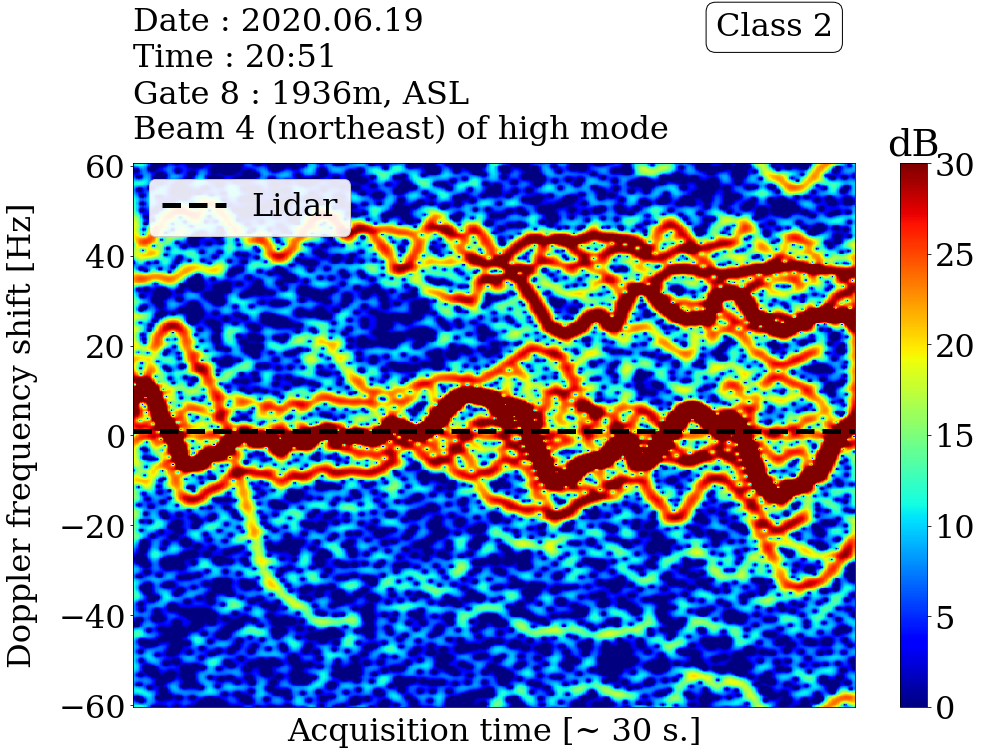 Date : 2020.06.19
Time : 20:51
Gate 8 : 1936m, ASL
Beam 4 (northeast) of high mode
Class 2
dB
60
40
20
0
−20
−40
−60
Doppler frequency shift [Hz]
Lidar
30
25
20
15
10
5
0
Acquisition time [~ 30 s.]